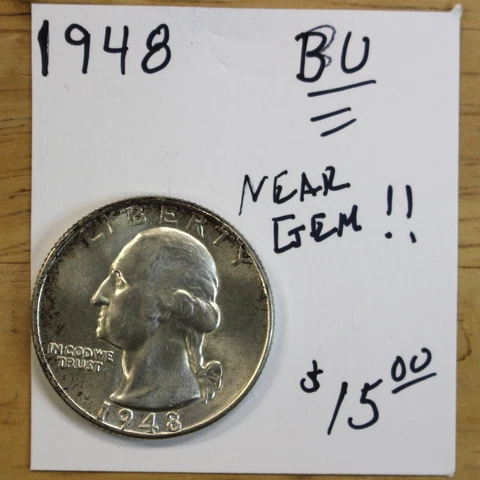 1948 BU
NEAR
GEM!!
$15.00
LIBERTY
IN GOD WE
TRUST
1948